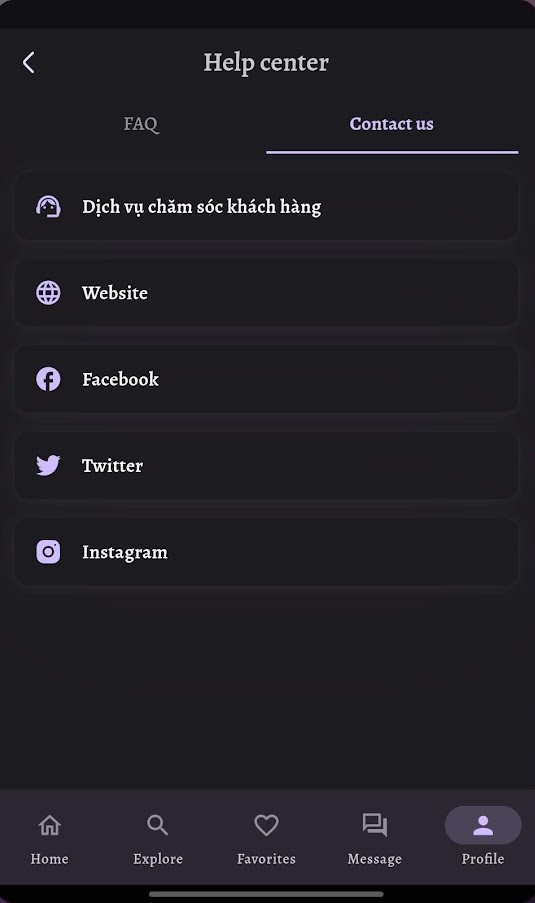 Help center
FAQ
Contact us
Dịch vụ chăm sóc khách hàng
Website
Facebook
Twitter
Instagram
Home
Explore
Favorites
Message
Profile